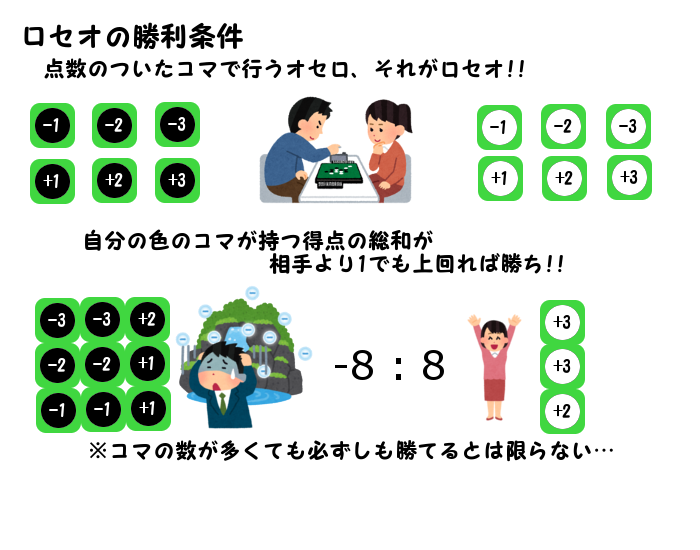 ロセオの勝利条件
点数のついたコマで行うオセロ、それがロセオ!!
-1 -2 -3 -1 -2 -3
+1 +2 +3 +1 +2 +3
自分の色のコマが持つ得点の総和が
相手より1でも上回れば勝ち!!
-3 -3 +2 +3
-2 -2 +1 -8 : 8 +3
-1 -1 +1 +2
※コマの数が多くても必ずしも勝てるとは限らない…